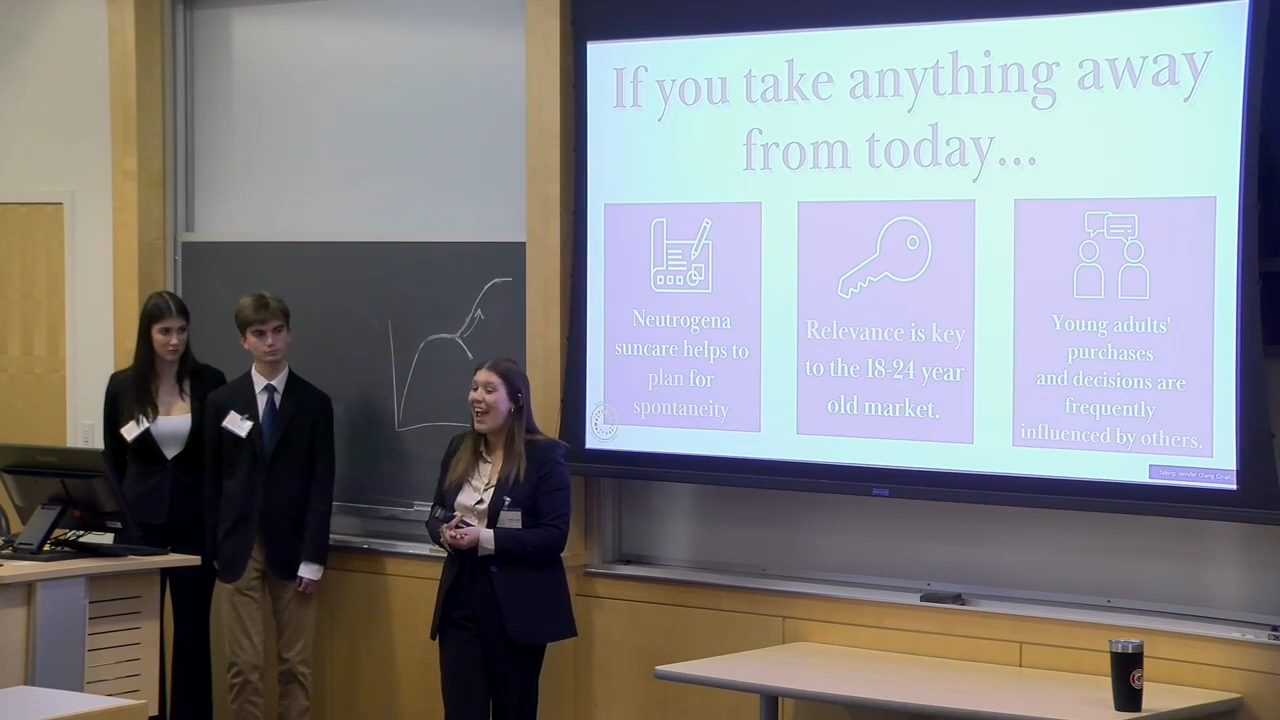 If you take anything away
from today...
Neutrogena
suncare helps to
plan for
spontaneity
Relevance is key
to the 18-24 year
old market.
Young adults'
purchases
and decisions are
frequently
influenced by others.